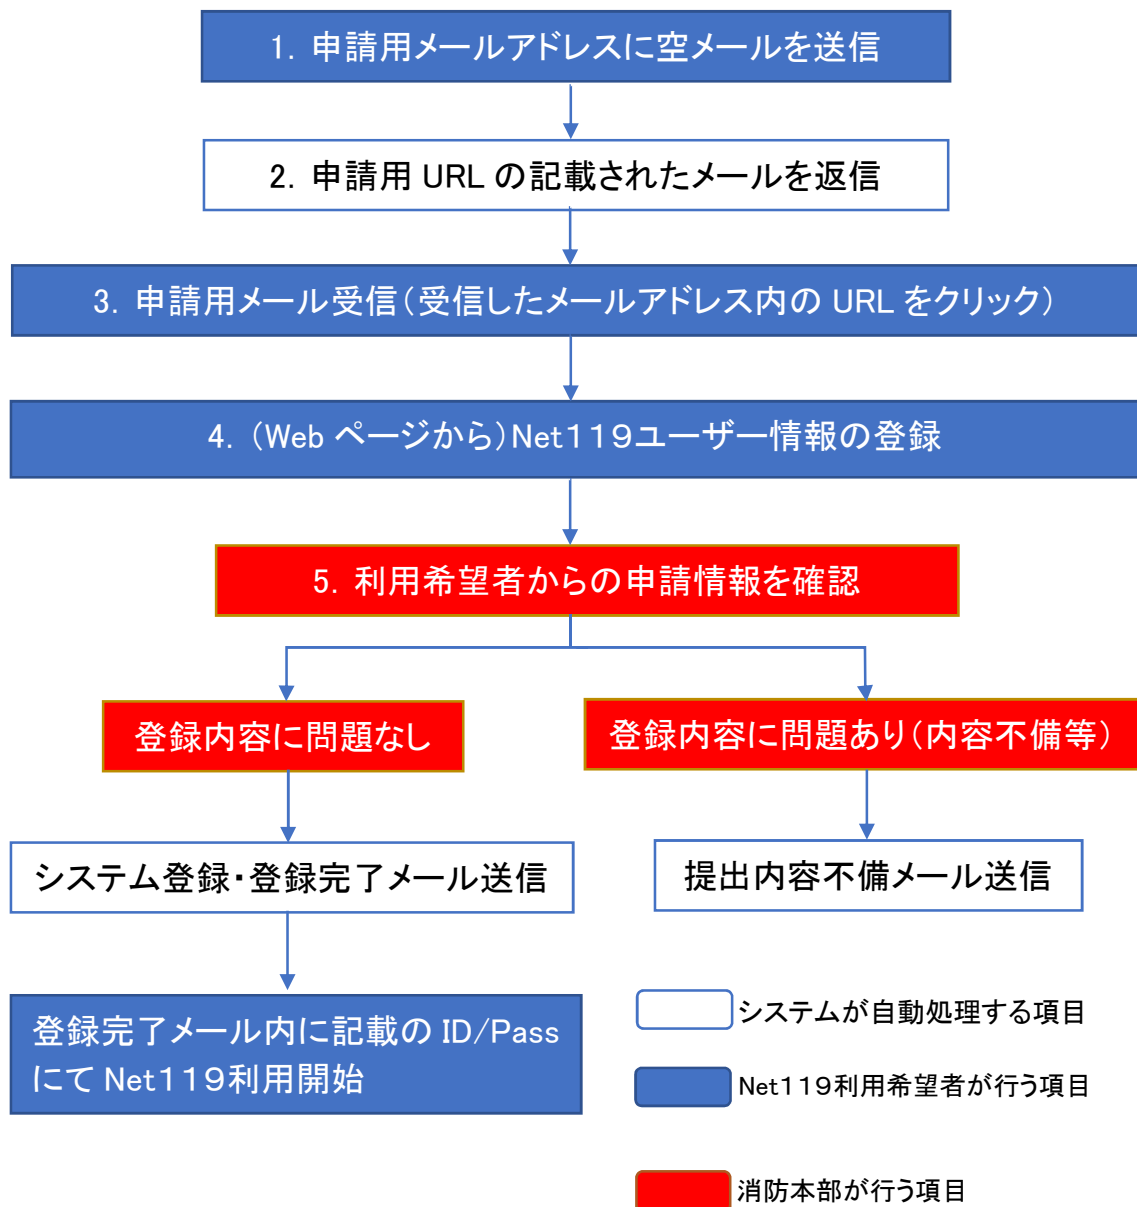 1. 申請用メールアドレスに空メールを送信
2. 申請用 URL の記載されたメールを返信
3. 申請用メール受信(受信したメールアドレス内の URL をクリック)
4. (Web ページから)Net119ユーザー情報の登録
5. 利用希望者からの申請情報を確認
登録内容に問題なし
登録内容に問題あり(内容不備等)
システム登録・登録完了メール送信
提出内容不備メール送信
登録完了メール内に記載の ID/Pass
にて Net119利用開始
システムが自動処理する項目
Net119利用希望者が行う項目
消防本部が行う項目